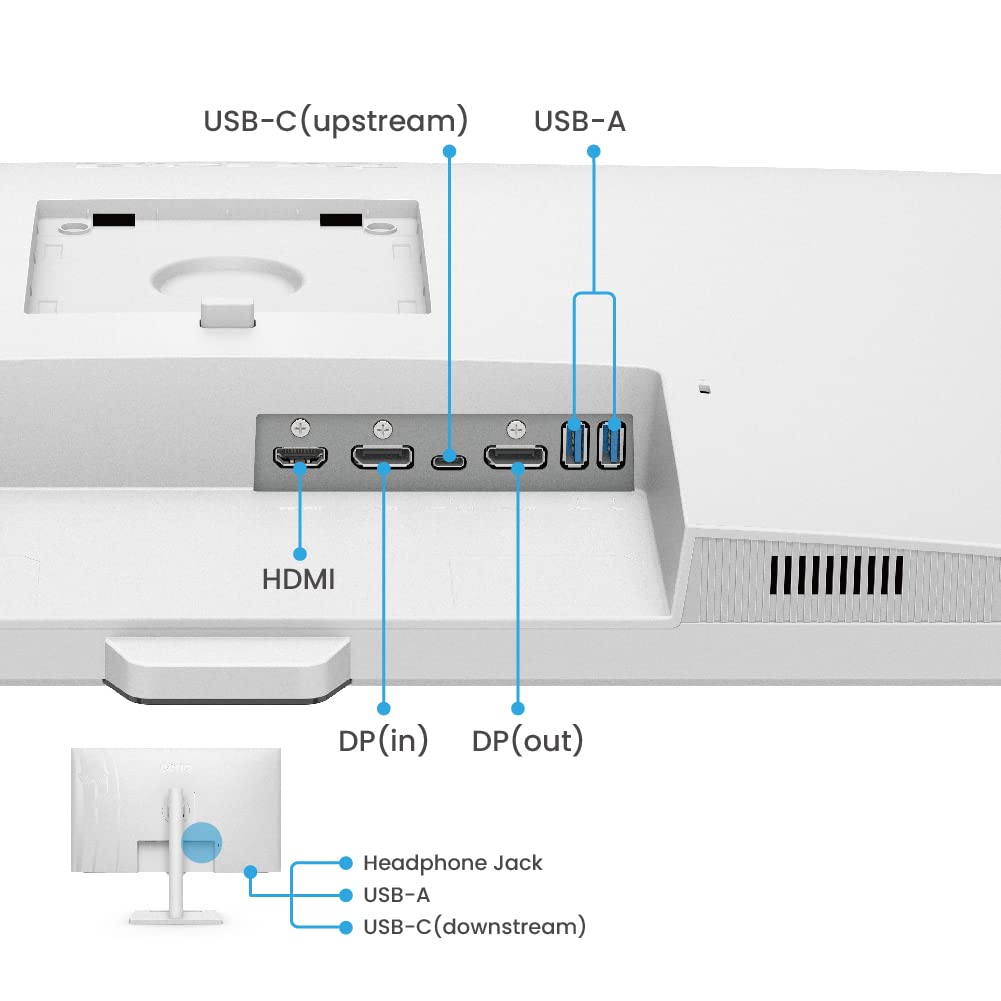 USB-C(upstream)
USB-A
HDMI
DP(in)
DP(out)
Headphone Jack
USB-A
USB-C(downstream)